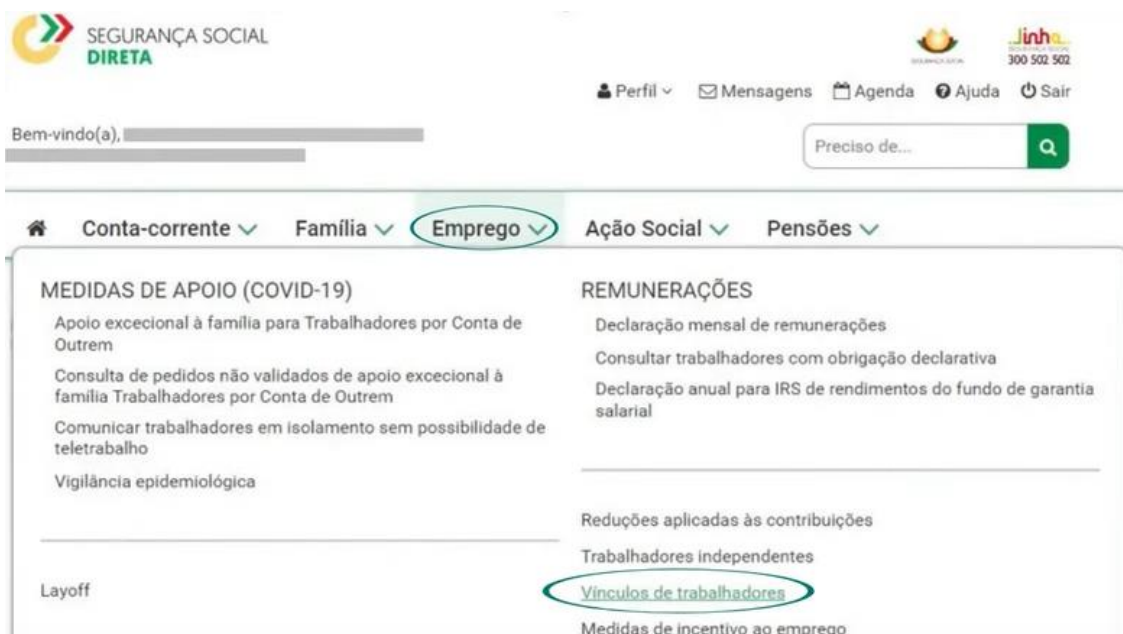 SEGURANÇA SOCIAL
DIRETA
linha
300 502 502
Perfil
Mensagens
Agenda
Ajuda
Sair
Bem-vindo(a),
Preciso de...
Conta-corrente
Família
Emprego
Ação Social
Pensões
MEDIDAS DE APOIO (COVID-19)
Apoio excecional à família para Trabalhadores por Conta de
Outrem
Consulta de pedidos não validados de apoio excecional à
família Trabalhadores por Conta de Outrem
Comunicar trabalhadores em isolamento sem possibilidade de
teletrabalho
Vigilância epidemiológica
Layoff
REMUNERAÇÕES
Declaração mensal de remunerações
Consultar trabalhadores com obrigação declarativa
Declaração anual para IRS de rendimentos do fundo de garantia
salarial
Reduções aplicadas às contribuições
Trabalhadores independentes
Vínculos de trabalhadores
Medidas de incentivo ao emprego